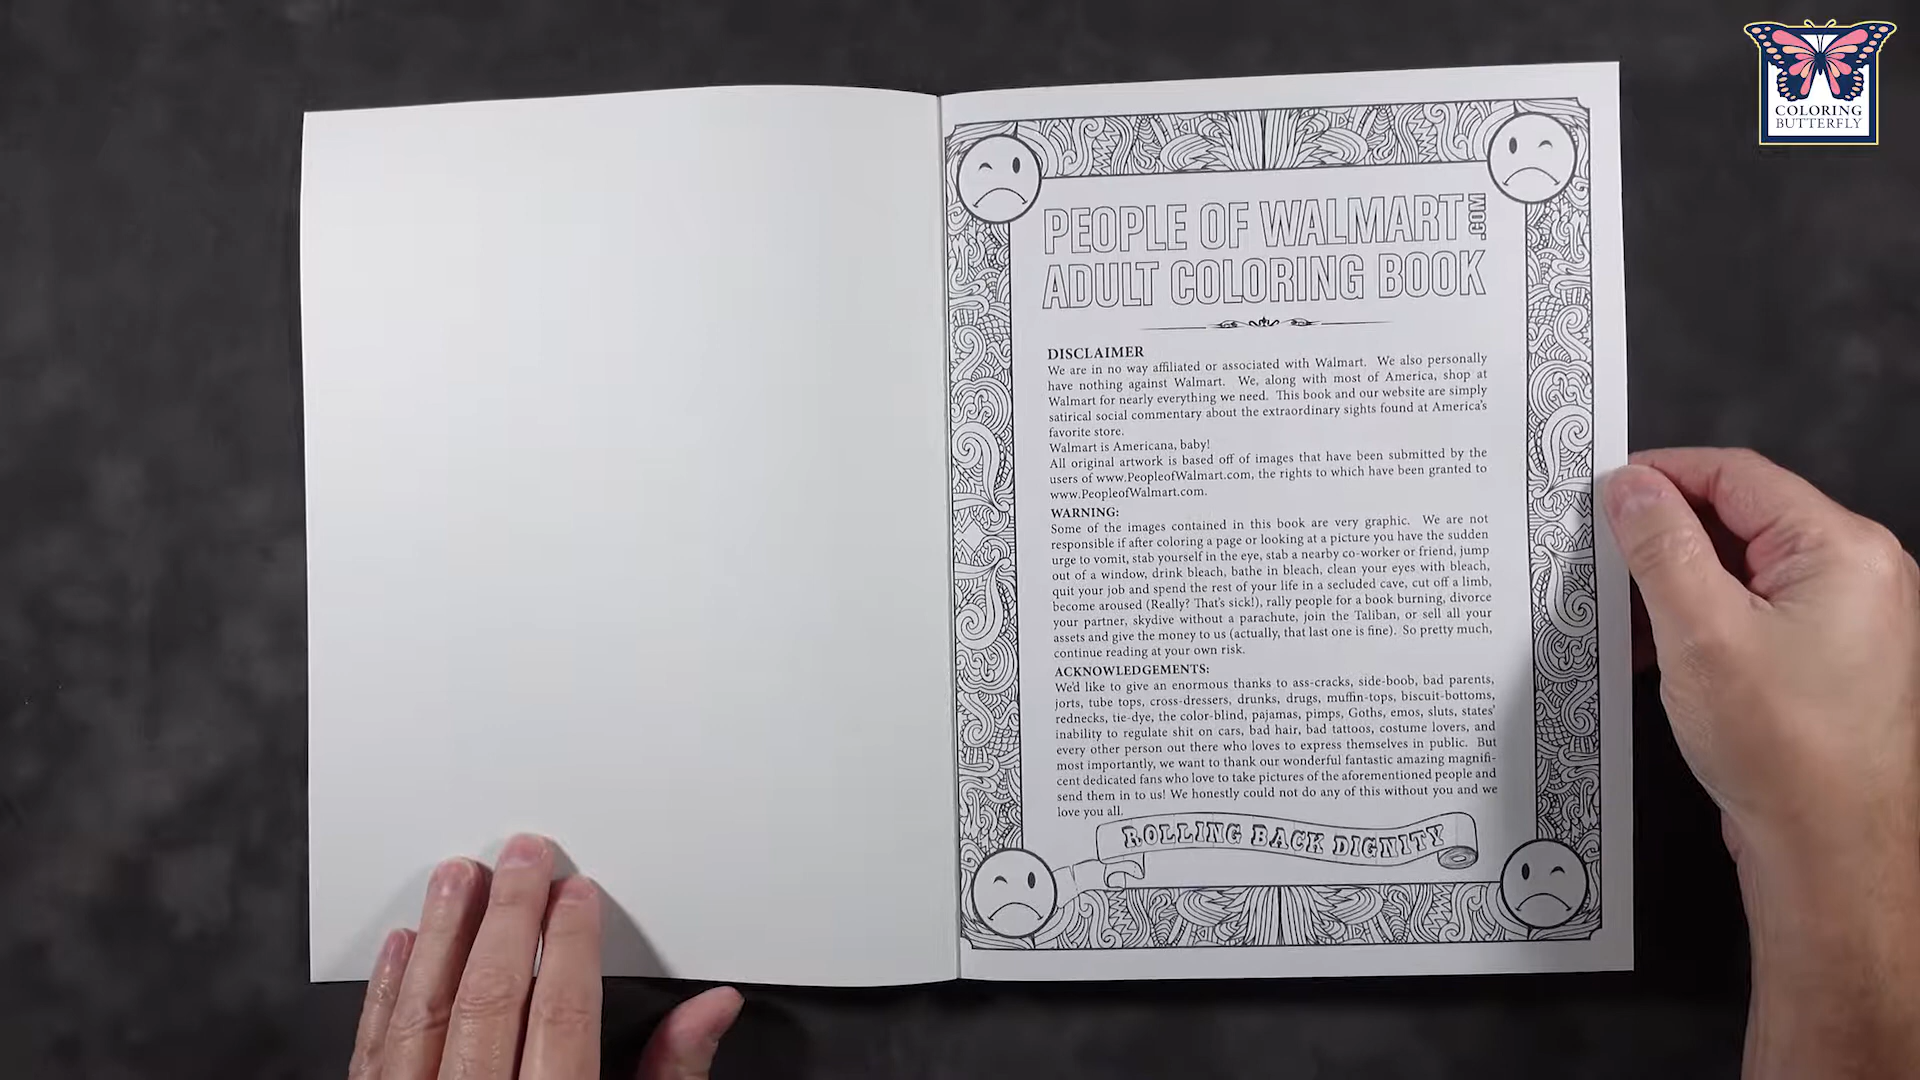 COLORING
BUTTERFLY
PEOPLE OF WALMART.COM
ADULT COLORING BOOK
DISCLAIMER
We are in no way affiliated or associated with Walmart. We also personally
have nothing against Walmart. We, along with most of America, shop at
Walmart for nearly everything we need. This book and our website are simply
satirical social commentary about the extraordinary sights found at America's
favorite store.
Walmart is Americana, baby!
All original artwork is based off of images that have been submitted by the
users of www.PeopleofWalmart.com, the rights to which have been granted to
www.PeopleofWalmart.com.
WARNING:
Some of the images contained in this book are very graphic. We are not
responsible if after coloring a page or looking at a picture you have the sudden
urge to vomit, stab yourself in the eye, stab a nearby co-worker or friend, jump
out of a window, drink bleach, bathe in bleach, clean your eyes with bleach,
quit your job and spend the rest of your life in a secluded cave, cut off a limb,
become aroused (Really? That's sick!), rally people for a book burning, divorce
your partner, skydive without a parachute, join the Taliban, or sell all your
assets and give the money to us (actually, that last one is fine). So pretty much,
continue reading at your own risk.
ACKNOWLEDGEMENTS:
We'd like to give an enormous thanks to ass-cracks, side-boob, bad parents,
jorts, tube tops, cross-dressers, drunks, drugs, muffin-tops, biscuit-bottoms,
rednecks, tie-dye, the color-blind, pajamas, pimps, Goths, emos, sluts, states'
inability to regulate shit on cars, bad hair, bad tattoos, costume lovers, and
every other person out there who loves to express themselves in public. But
most importantly, we want to thank our wonderful fantastic amazing magnifi-
cent dedicated fans who love to take pictures of the aforementioned people and
send them in to us! We honestly could not do any of this without you and we
love you all.
ROLLING BACK DIGNITY